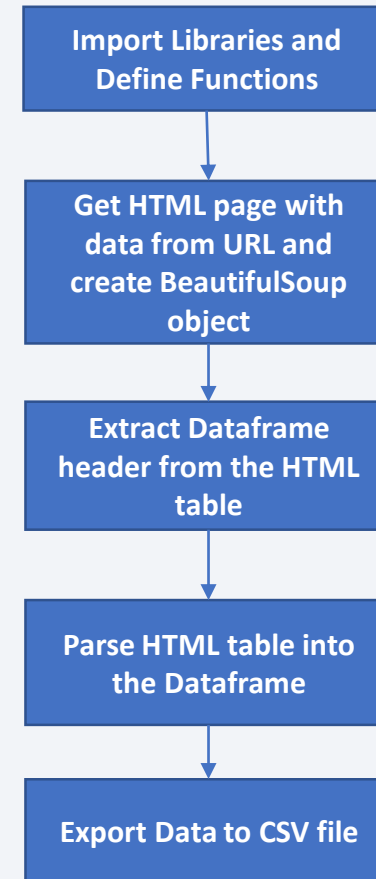 Import Libraries and
Define Functions
Get HTML page with
data from URL and
create BeautifulSoup
object
Extract Dataframe
header from the HTML
table
Parse HTML table into
the Dataframe
Export Data to CSV file